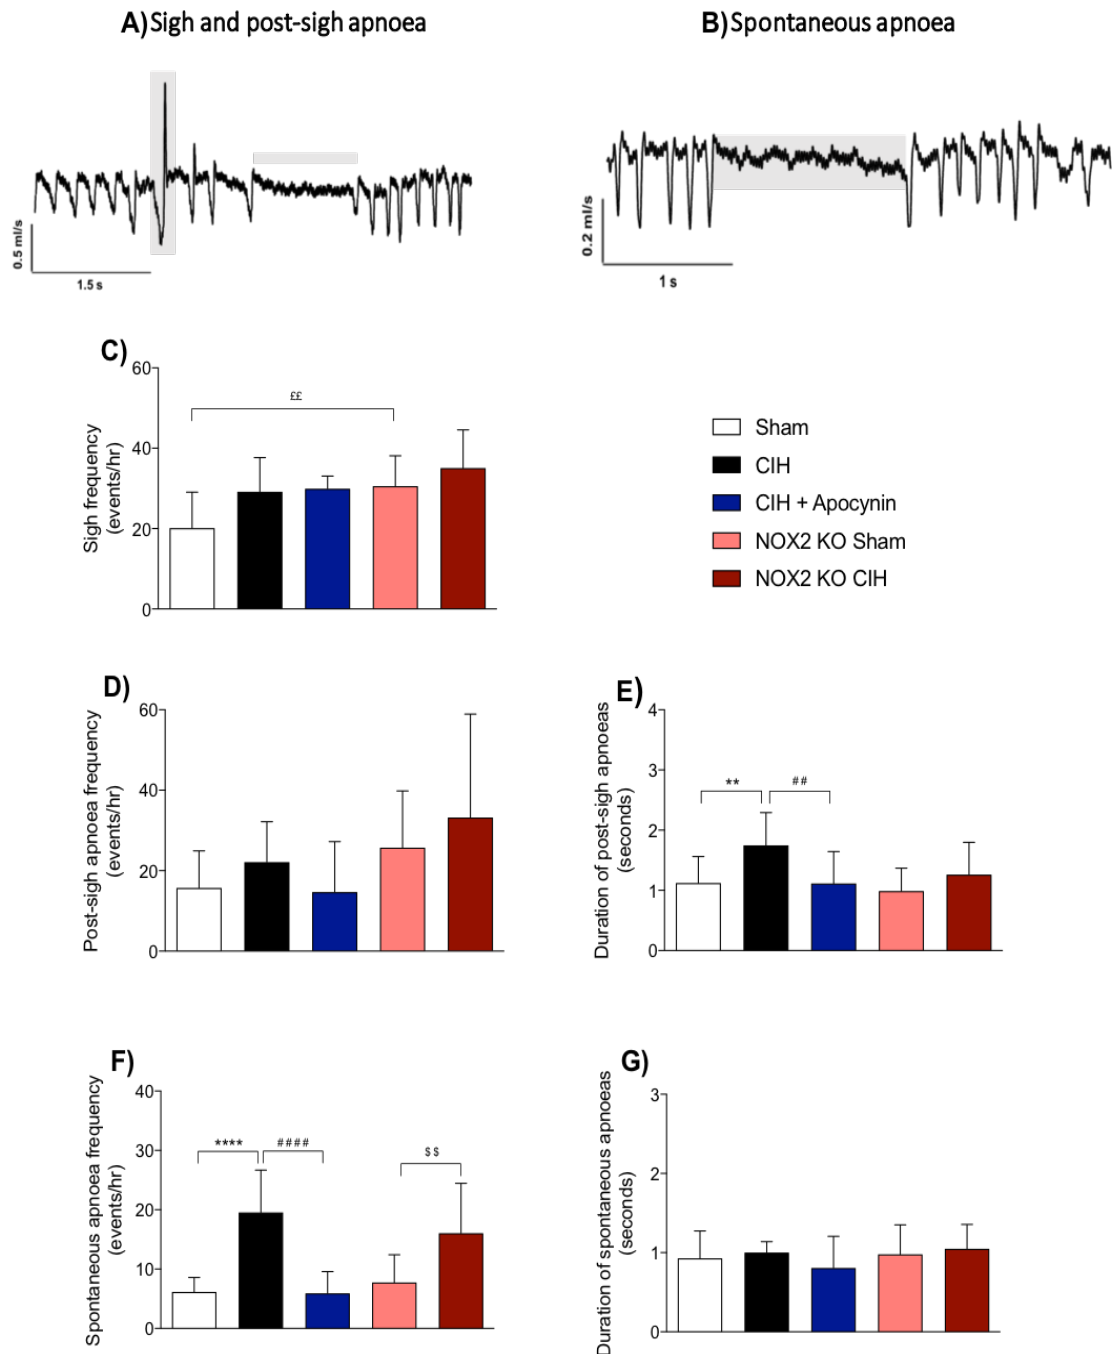 A) Sigh and post-sigh apnoea
B) Spontaneous apnoea
0.5 ml/s
1.5 s
0.2 ml/s
1 s
C)
Sigh frequency
(events/hr)
60
40
20
0
££
Sham
CIH
CIH + Apocynin
NOX2 KO Sham
NOX2 KO CIH
D)
Post-sigh apnoea frequency
(events/hr)
60
40
20
0
E)
Duration of post-sigh apnoeas
(seconds)
4
3
2
1
0
**
##
F)
Spontaneous apnoea frequency
(events/hr)
40
30
20
10
0
****
####
$$
G)
Duration of spontaneous apnoeas
(seconds)
3
2
1
0